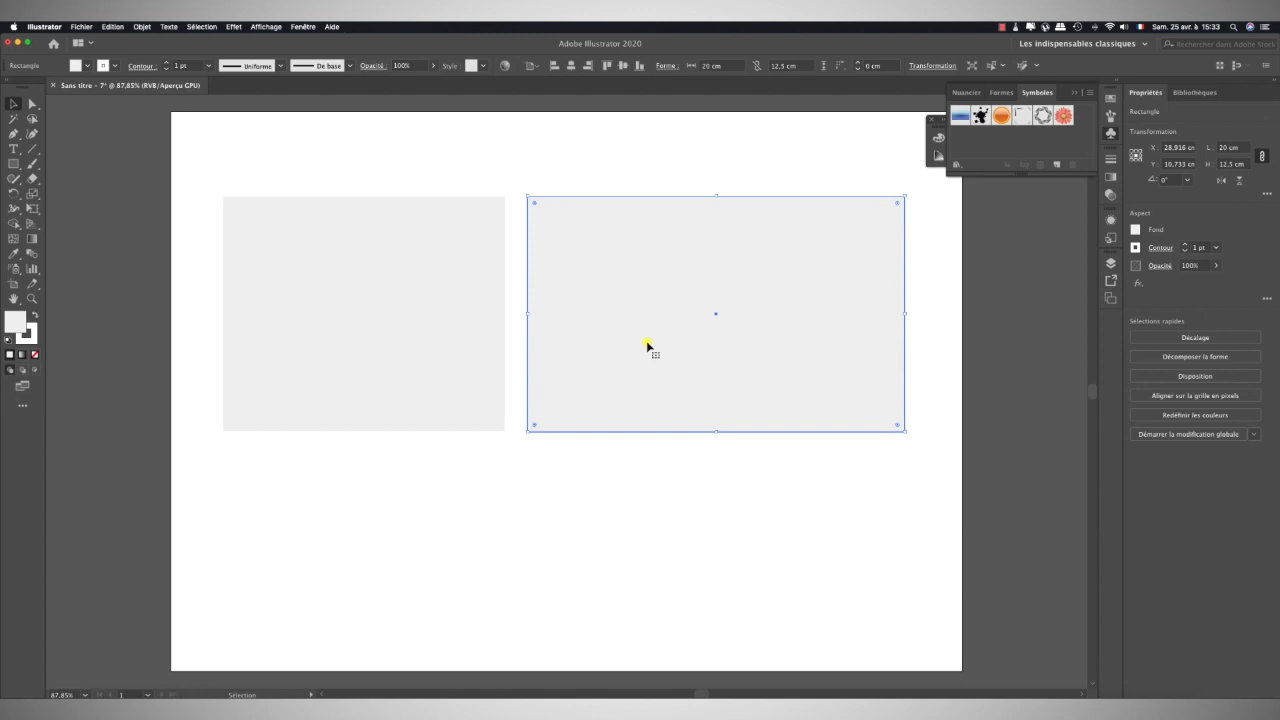 Illustrator Fichier Edition Objet Texte Sélection Effet Affichage Fenêtre Aide Sam. 25 avr. à 15:33
Adobe Illustrator 2020 Les indispensables classiques Rechercher dans Adobe Stock
Rectangle Contour : 1 pt Uniforme De base Opacité : 100% Style : Forme : 20 cm 12,5 cm 0 cm Transformation
Sans titre - 7* @ 87,85% (RVB/Aperçu GPU)
Nuancier Formes Symboles
Propriétés Bibliothèques
Rectangle
Transformation
X : 28,916 cm L : 20 cm
Y : 10,733 cm H : 12,5 cm
0°
Aspect
Fond
Contour 1 pt
Opacité 100%
fx.
Sélections rapides
Décalage
Décomposer la forme
Disposition
Aligner sur la grille en pixels
Redéfinir les couleurs
Démarrer la modification globale
87,85% 1 Sélection